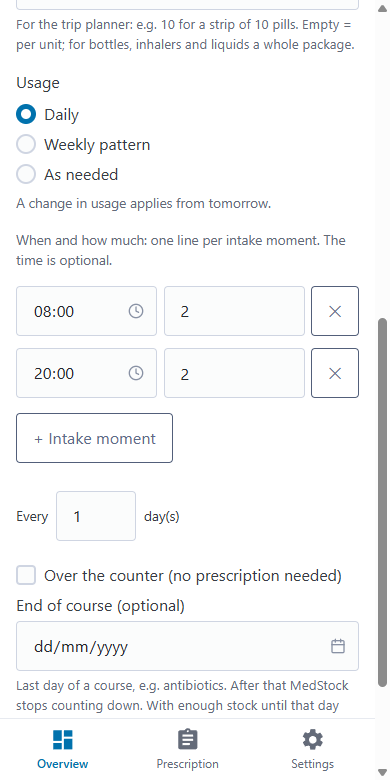 For the trip planner: e.g. 10 for a strip of 10 pills. Empty =
per unit; for bottles, inhalers and liquids a whole package.
Usage
Daily
Weekly pattern
As needed
A change in usage applies from tomorrow.
When and how much: one line per intake moment. The
time is optional.
08:00 2
20:00 2
+ Intake moment
Every 1 day(s)
Over the counter (no prescription needed)
End of course (optional)
dd/mm/yyyy
Last day of a course, e.g. antibiotics. After that MedStock
stops counting down. With enough stock until that day
Overview Prescription Settings